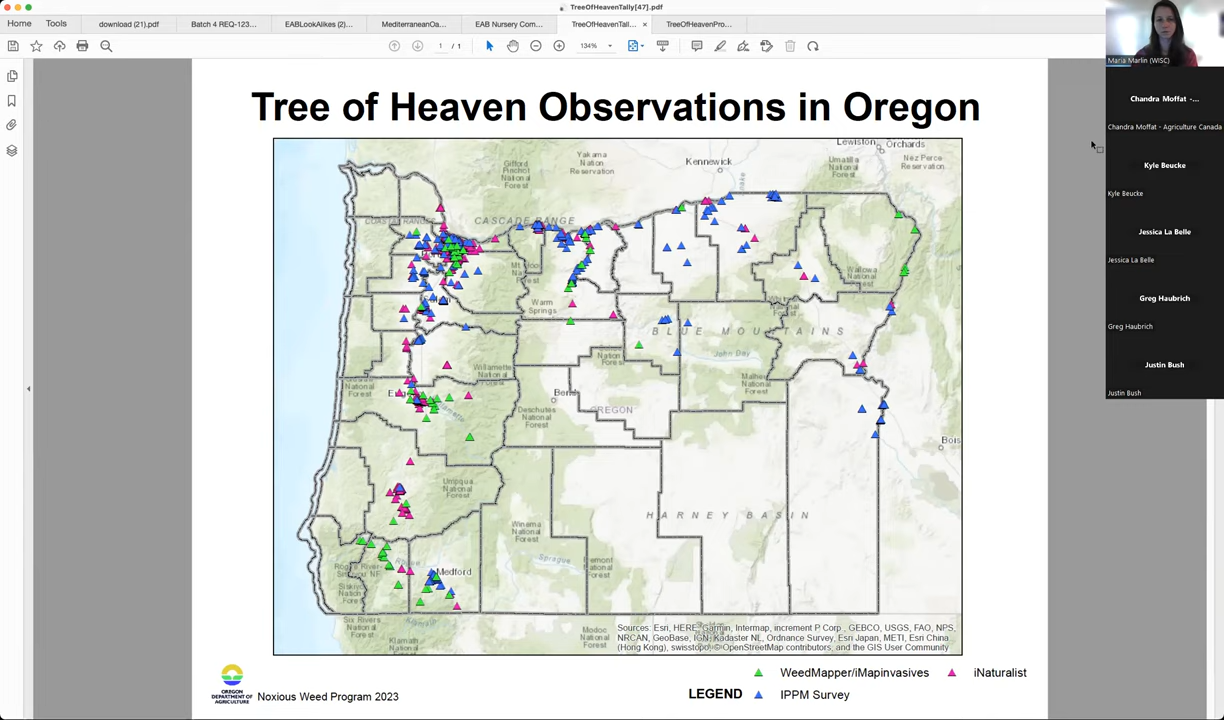 TreeOfHeavenTally[47].pdf
Home
Tools
download (21).pdf
Batch 4 REQ-123...
EABLookAlikes (2)...
MediterraneanOa...
EAB Nursery Com...
TreeOfHeavenTall...
TreeOfHeavenPro...
1 / 1
134%
Maria Marlin (WISC)
Chandra Moffat -...
Chandra Moffat - Agriculture Canada
Kyle Beucke
Kyle Beucke
Jessica La Belle
Jessica La Belle
Greg Haubrich
Greg Haubrich
Justin Bush
Justin Bush
Tree of Heaven Observations in Oregon
Lewiston
Orchards
Gifford
Pinchot
National
Forest
Yakama
Nation
Reservation
Kennewick
Umatilla
National
Forest
Nez Perce
Reservation
COAST RANGE
CASCADE RANGE
Warm
Springs
Wallowa
National
Forest
BLUE MOUNTAINS
John Day
National
Forest
Willamette
National
Forest
Malheur
National
Forest
Bend
Deschutes
National
Forest
OREGON
Bois
Umpqua
National
Forest
HARNEY BASIN
Winema
National
Forest
Sprague
Fremont
National
Forest
Medford
Rogue River-
Siskiyou NF
Siskiyou
National
Forest
Six Rivers
National
Forest
Klamath
National
Modoc
National
Forest
Sources: Esri, HERE, Garmin, Intermap, increment P Corp., GEBCO, USGS, FAO, NPS,
NRCAN, GeoBase, IGN, Kadaster NL, Ordnance Survey, Esri Japan, METI, Esri China
(Hong Kong), swisstopo, © OpenStreetMap contributors, and the GIS User Community
OREGON
DEPARTMENT OF
AGRICULTURE
Noxious Weed Program 2023
LEGEND
WeedMapper/iMapinvasives
iNaturalist
IPPM Survey